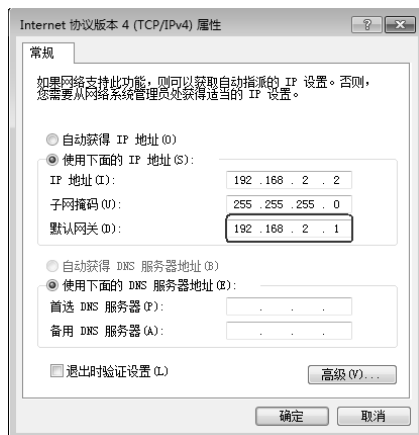 Internet 协议版本 4 (TCP/IPv4) 属性
常规
如果网络支持此功能，则可以获取自动指派的 IP 设置。否则，
您需要从网络系统管理员处获得适当的 IP 设置。
自动获得 IP 地址(O)
使用下面的 IP 地址(S):
IP 地址(I): 192 . 168 . 2 . 2
子网掩码(U): 255 . 255 . 255 . 0
默认网关(D): 192 . 168 . 2 . 1
自动获得 DNS 服务器地址(B)
使用下面的 DNS 服务器地址(E):
首选 DNS 服务器(P): . . .
备用 DNS 服务器(A): . . .
退出时验证设置(L)
高级(V)...
确定 取消